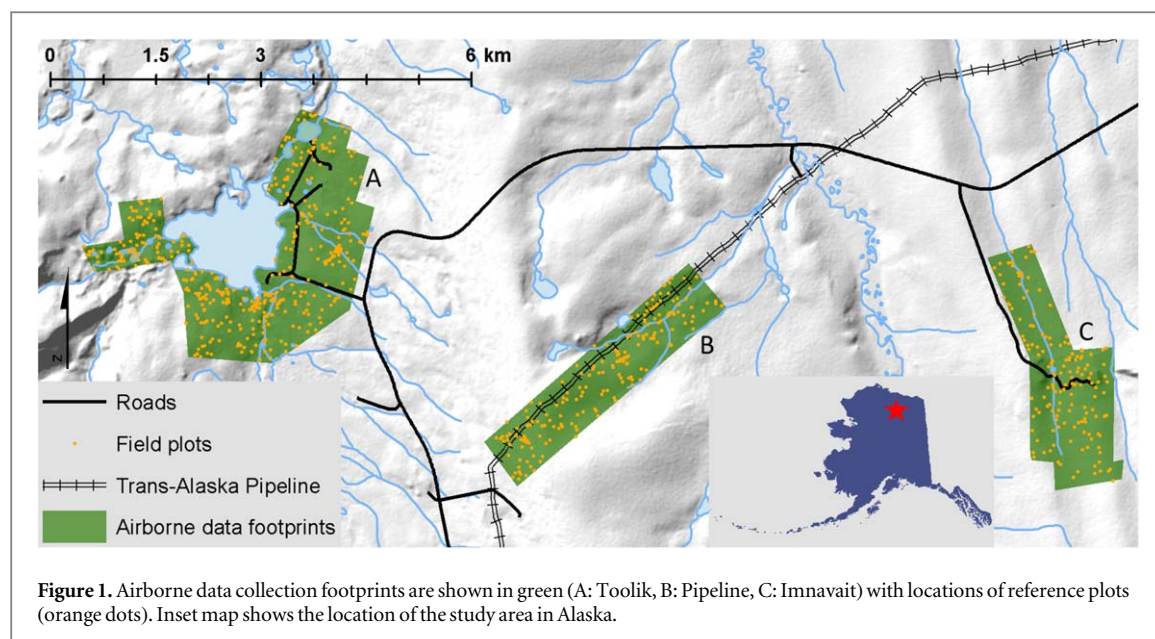 0 1.5 3 6 km
A
B
C
z
Roads
Field plots
Trans-Alaska Pipeline
Airborne data footprints
Figure 1. Airborne data collection footprints are shown in green (A: Toolik, B: Pipeline, C: Imnavait) with locations of reference plots
(orange dots). Inset map shows the location of the study area in Alaska.